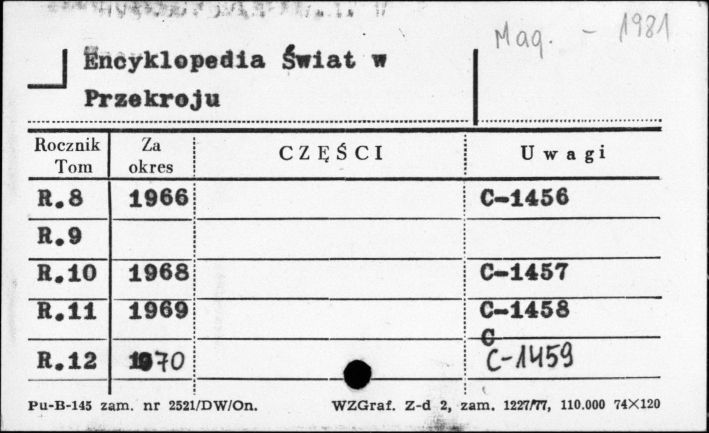 Mag. - 1981
Encyklopedia Świat w
Przekroju
Rocznik Tom Za okres CZĘŚCI Uwagi
R.8 1966 C-1456
R.9
R.10 1968 C-1457
R.11 1969 C-1458
C
R.12 1970 C-1459
Pu-B-145 zam. nr 2521/DW/On. WZGraf. Z-d 2, zam. 1227/77, 110.000 74×120